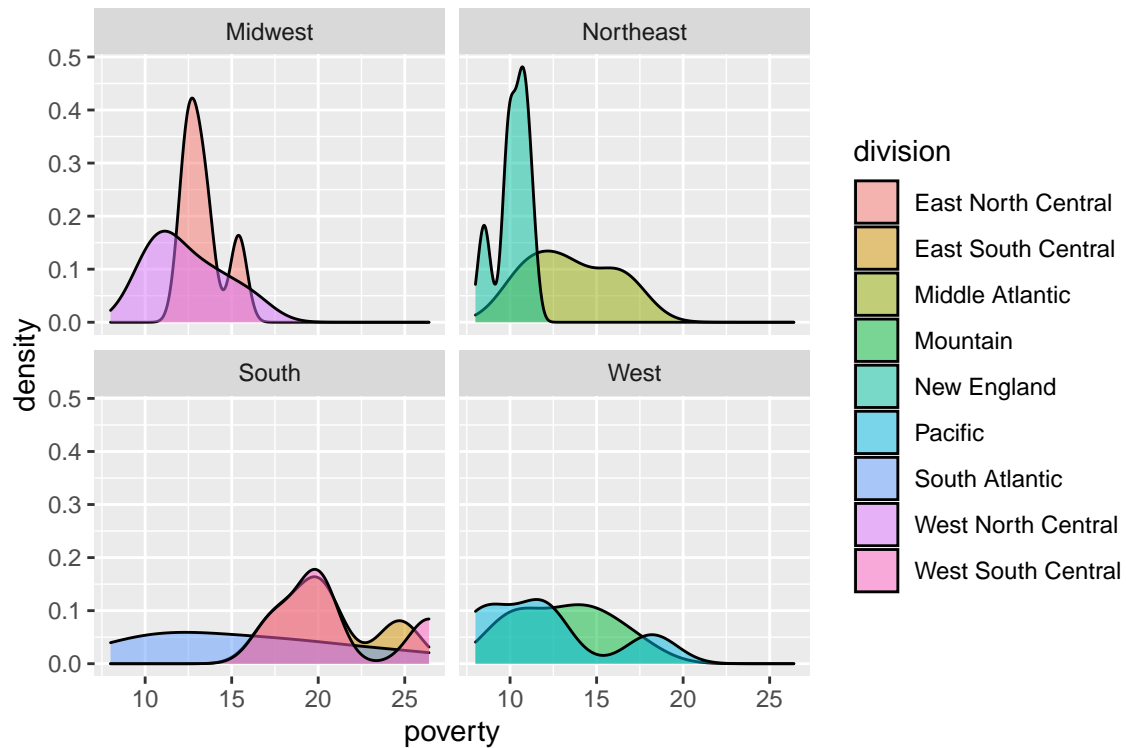 Midwest
Northeast
0.5
0.4
0.3
0.2
0.1
0.0
South
West
0.5
0.4
0.3
0.2
0.1
0.0
10 15 20 25
10 15 20 25
poverty
density
division
East North Central
East South Central
Middle Atlantic
Mountain
New England
Pacific
South Atlantic
West North Central
West South Central